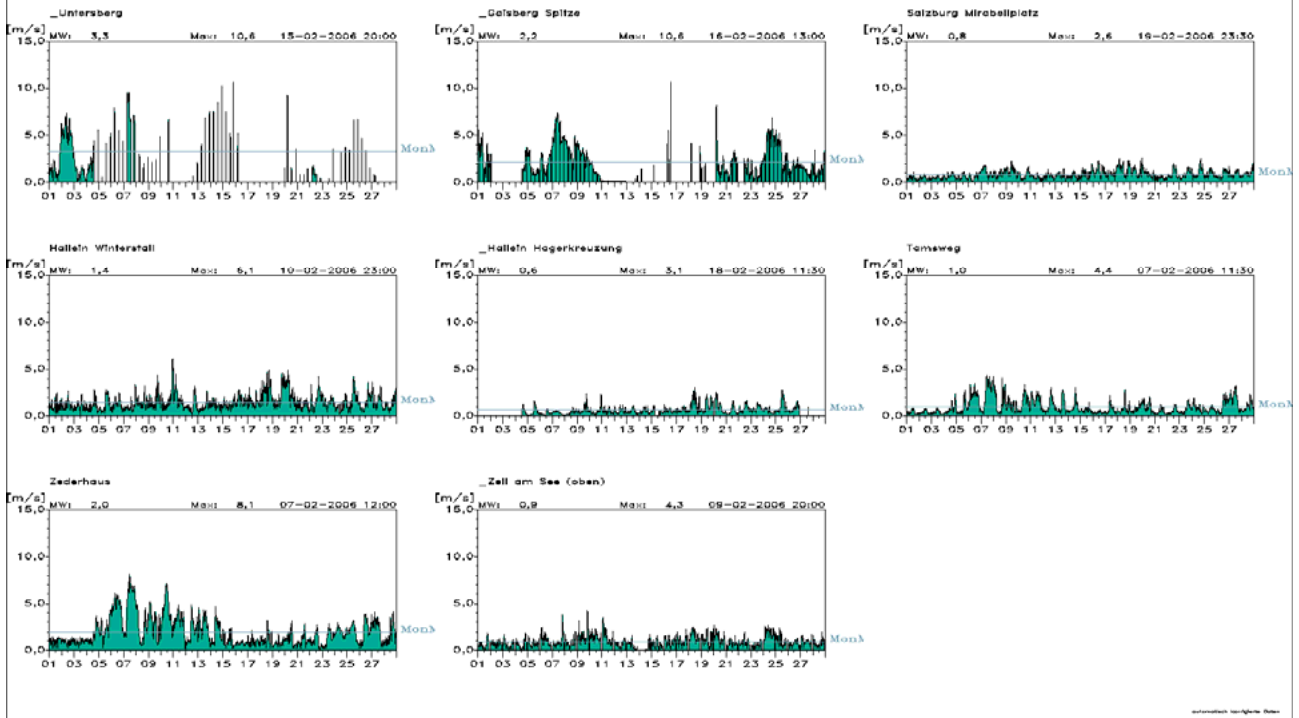 _Untersberg
[m/s] MW: 3,3 Max: 10,6 15-02-2006 20:00
15,0
10,0
5,0
0,0
MonM
01 03 05 07 09 11 13 15 17 19 21 23 25 27
_Gaisberg Spitze
[m/s] MW: 2,2 Max: 10,6 16-02-2006 13:00
15,0
10,0
5,0
0,0
MonM
01 03 05 07 09 11 13 15 17 19 21 23 25 27
Salzburg Mirabellplatz
[m/s] MW: 0,8 Max: 2,6 19-02-2006 23:30
15,0
10,0
5,0
0,0
MonM
01 03 05 07 09 11 13 15 17 19 21 23 25 27
Hallein Winterstall
[m/s] MW: 1,4 Max: 6,1 10-02-2006 23:00
15,0
10,0
5,0
0,0
MonM
01 03 05 07 09 11 13 15 17 19 21 23 25 27
_Hallein Hagerkreuzung
[m/s] MW: 0,6 Max: 3,1 18-02-2006 11:30
15,0
10,0
5,0
0,0
MonM
01 03 05 07 09 11 13 15 17 19 21 23 25 27
Tamsweg
[m/s] MW: 1,0 Max: 4,4 07-02-2006 11:30
15,0
10,0
5,0
0,0
MonM
01 03 05 07 09 11 13 15 17 19 21 23 25 27
Zederhaus
[m/s] MW: 2,0 Max: 8,1 07-02-2006 12:00
15,0
10,0
5,0
0,0
MonM
01 03 05 07 09 11 13 15 17 19 21 23 25 27
_Zell am See (oben)
[m/s] MW: 0,9 Max: 4,3 09-02-2006 20:00
15,0
10,0
5,0
0,0
MonM
01 03 05 07 09 11 13 15 17 19 21 23 25 27
automatisch Daten